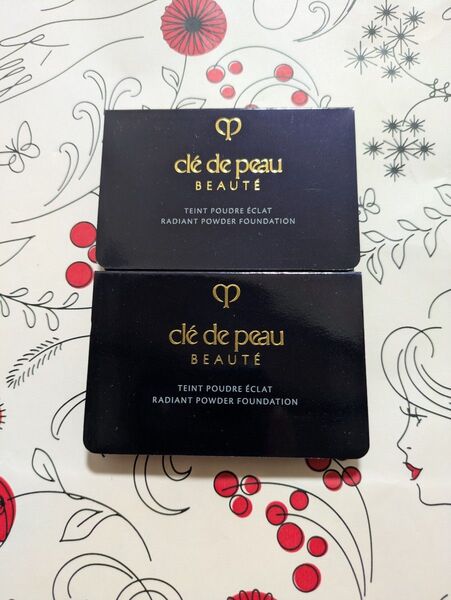 clé de peau
BEAUTÉ
TEINT POUDRE ÉCLAT
RADIANT POWDER FOUNDATION
clé de peau
BEAUTÉ
TEINT POUDRE ÉCLAT
RADIANT POWDER FOUNDATION